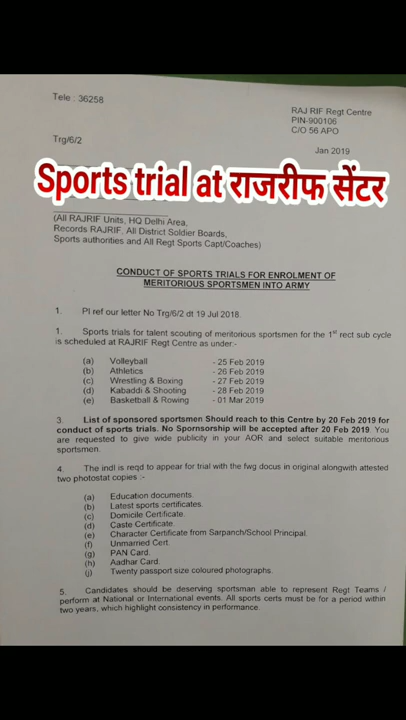 Tele : 36258
RAJ RIF Regt Centre
PIN-900106
C/O 56 APO
Trg/6/2
Jan 2019
Sports trial at राजरीफ सेंटर
(All RAJRIF Units, HQ Delhi Area,
Records RAJRIF, All District Soldier Boards,
Sports authorities and All Regt Sports Capt/Coaches)
CONDUCT OF SPORTS TRIALS FOR ENROLMENT OF
MERITORIOUS SPORTSMEN INTO ARMY
1. Pl ref our letter No Trg/6/2 dt 19 Jul 2018.
1. Sports trials for talent scouting of meritorious sportsmen for the 1st rect sub cycle
is scheduled at RAJRIF Regt Centre as under:-
(a) Volleyball - 25 Feb 2019
(b) Athletics - 26 Feb 2019
(c) Wrestling & Boxing - 27 Feb 2019
(d) Kabaddi & Shooting - 28 Feb 2019
(e) Basketball & Rowing - 01 Mar 2019
3. List of sponsored sportsmen Should reach to this Centre by 20 Feb 2019 for
conduct of sports trials. No Spornsorship will be accepted after 20 Feb 2019. You
are requested to give wide publicity in your AOR and select suitable meritorious
sportsmen.
4. The indl is reqd to appear for trial with the fwg docus in original alongwith attested
two photostat copies :-
(a) Education documents.
(b) Latest sports certificates.
(c) Domicile Certificate.
(d) Caste Certificate.
(e) Character Certificate from Sarpanch/School Principal.
(f) Unmarried Cert.
(g) PAN Card.
(h) Aadhar Card.
(j) Twenty passport size coloured photographs.
5. Candidates should be deserving sportsman able to represent Regt Teams /
perform at National or International events. All sports certs must be for a period within
two years, which highlight consistency in performance.